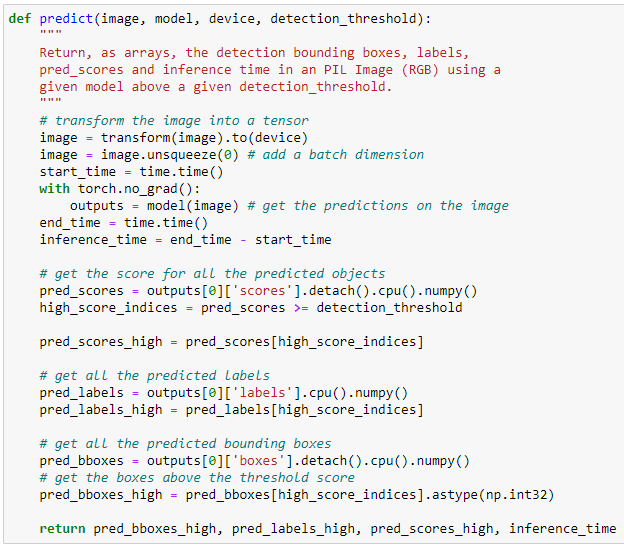 def predict(image, model, device, detection_threshold):
    """
    Return, as arrays, the detection bounding boxes, labels,
    pred_scores and inference time in an PIL Image (RGB) using a
    given model above a given detection_threshold.
    """
    # transform the image into a tensor
    image = transform(image).to(device)
    image = image.unsqueeze(0) # add a batch dimension
    start_time = time.time()
    with torch.no_grad():
        outputs = model(image) # get the predictions on the image
    end_time = time.time()
    inference_time = end_time - start_time

    # get the score for all the predicted objects
    pred_scores = outputs[0]['scores'].detach().cpu().numpy()
    high_score_indices = pred_scores >= detection_threshold

    pred_scores_high = pred_scores[high_score_indices]

    # get all the predicted labels
    pred_labels = outputs[0]['labels'].cpu().numpy()
    pred_labels_high = pred_labels[high_score_indices]

    # get all the predicted bounding boxes
    pred_bboxes = outputs[0]['boxes'].detach().cpu().numpy()
    # get the boxes above the threshold score
    pred_bboxes_high = pred_bboxes[high_score_indices].astype(np.int32)

    return pred_bboxes_high, pred_labels_high, pred_scores_high, inference_time